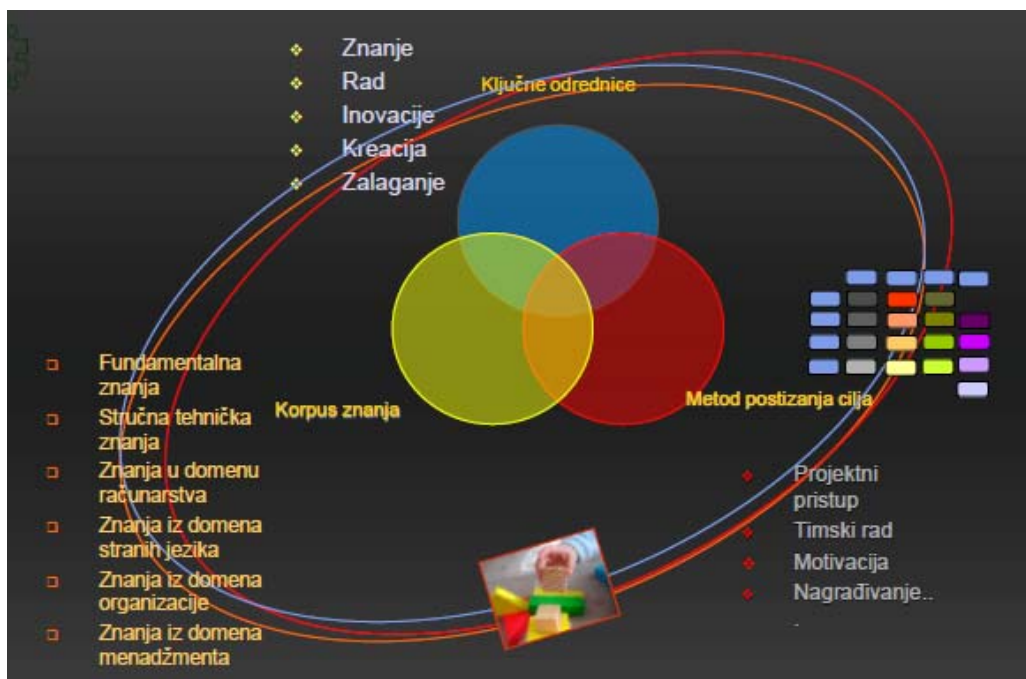 Znanje
Rad
Inovacije
Kreacija
Zalaganje
Ključne odrednice
Korpus znanja
Fundamentalna
znanja
Stručna tehnička
znanja
Znanja u domenu
računarstva
Znanja iz domena
stranih jezika
Znanja iz domena
organizacije
Znanja iz domena
menadžmenta
Metod postizanja cilja
Projektni
pristup
Timski rad
Motivacija
Nagrađivanje..
.